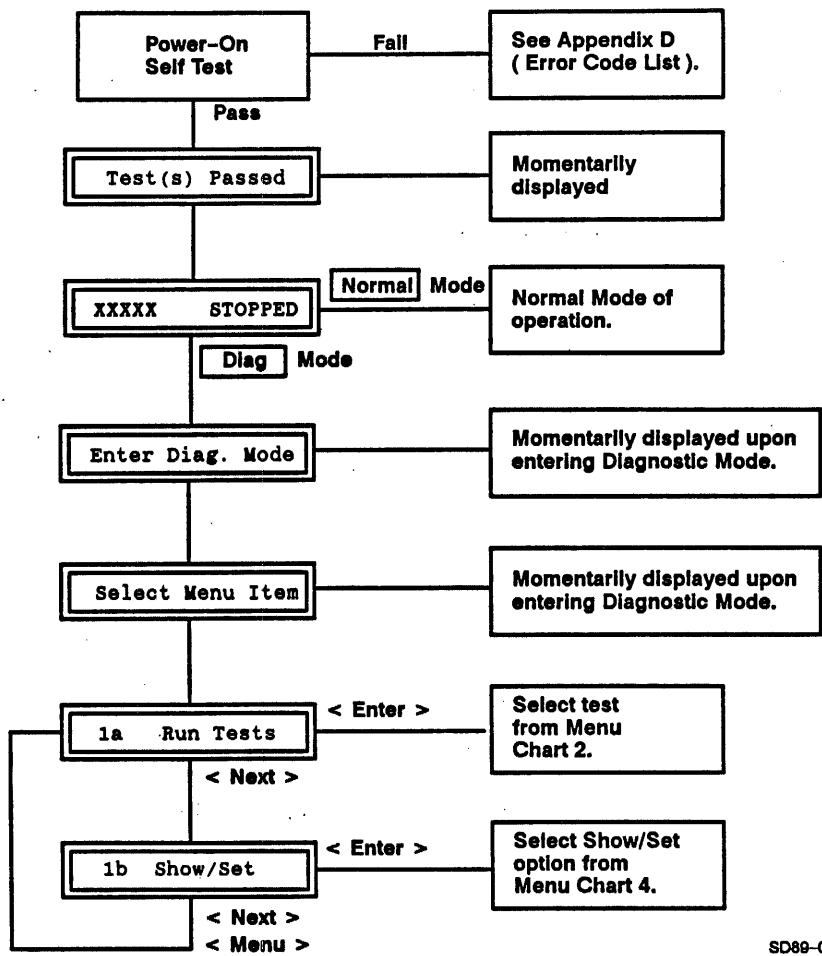 Power-On
Self Test
Fail
See Appendix D
( Error Code List ).
Pass
Test(s) Passed
Momentarily
displayed
XXXXX STOPPED
Normal Mode
Normal Mode of
operation.
Diag Mode
Enter Diag. Mode
Momentarily displayed upon
entering Diagnostic Mode.
Select Menu Item
Momentarily displayed upon
entering Diagnostic Mode.
1a Run Tests
< Enter >
Select test
from Menu
Chart 2.
< Next >
1b Show/Set
< Enter >
Select Show/Set
option from
Menu Chart 4.
< Next >
< Menu >